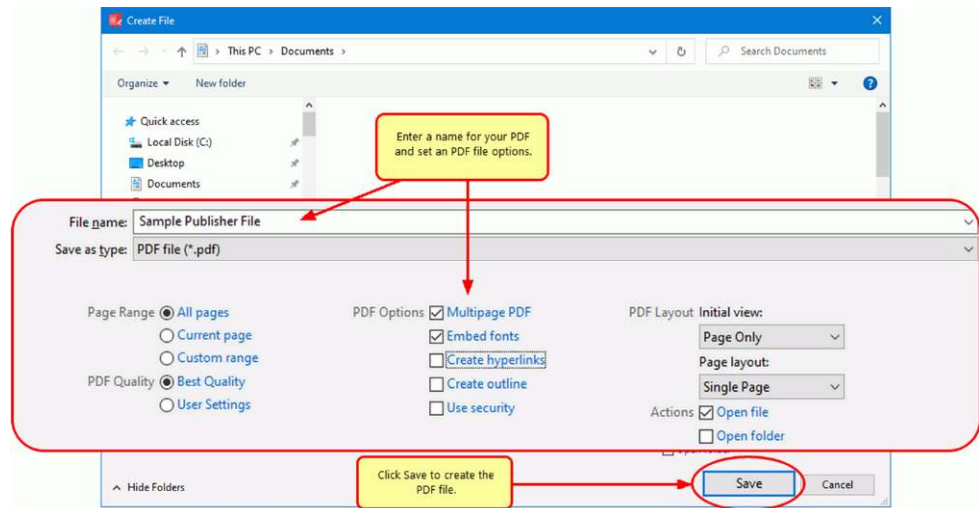 Create File
This PC > Documents >
Search Documents
Organize
New folder
Quick access
Local Disk (C:)
Desktop
Documents
Enter a name for your PDF
and set an PDF file options.
File name: Sample Publisher File
Save as type: PDF file (*.pdf)
Page Range All pages
Current page
Custom range
PDF Quality Best Quality
User Settings
PDF Options Multipage PDF
Embed fonts
Create hyperlinks
Create outline
Use security
PDF Layout Initial view:
Page Only
Page layout:
Single Page
Actions Open file
Open folder
Click Save to create the
PDF file.
Hide Folders
Save
Cancel